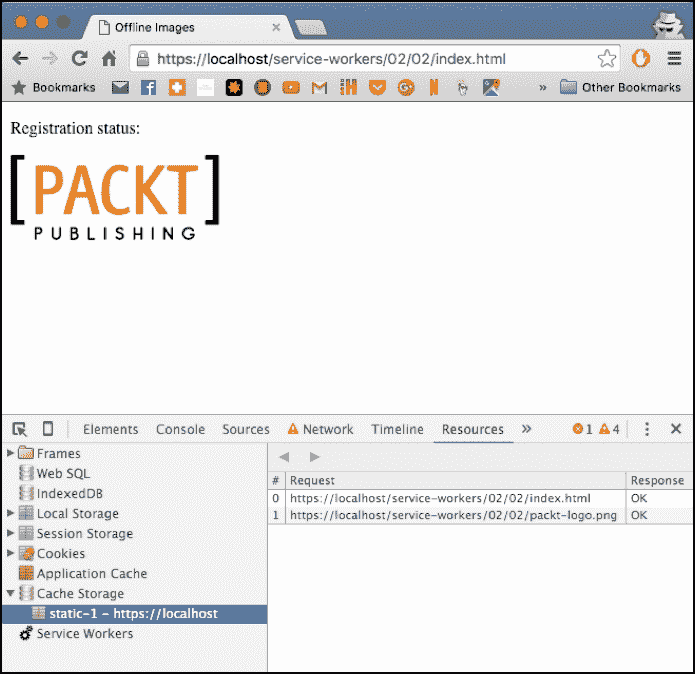 Offline Images
https://localhost/service-workers/02/02/index.html
Bookmarks
» Other Bookmarks
Registration status:
[PACKT]
PUBLISHING
Elements Console Sources Network Timeline Resources » 1 4
Frames
Web SQL
IndexedDB
Local Storage
Session Storage
Cookies
Application Cache
Cache Storage
static-1 – https://localhost
Service Workers
# Request Response
0 https://localhost/service-workers/02/02/index.html OK
1 https://localhost/service-workers/02/02/packt-logo.png OK